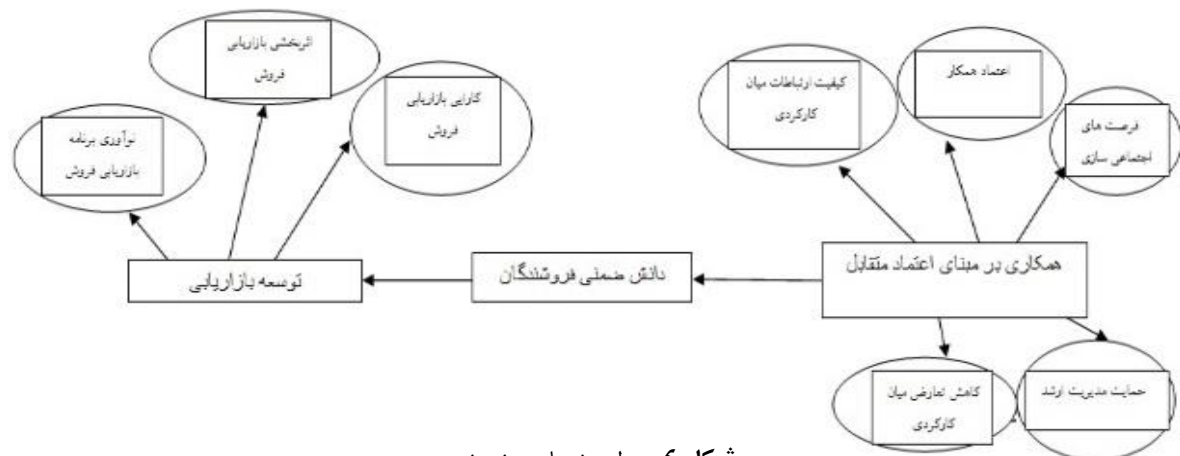 اثربخشی بازاریابی
فروش
کارایی بازاریابی
فروش
نوآوری برنامه
بازاریابی فروش
کیفیت ارتباطات میان
کارکردی
اعتماد همکار
فرصت های
اجتماعی سازی
همکاری بر مبنای اعتماد متقابل
دانش ضمنی فروشندگان
توسعه بازاریابی
کاهش تعارض میان
کارکردی
حمایت مدیریت ارشد